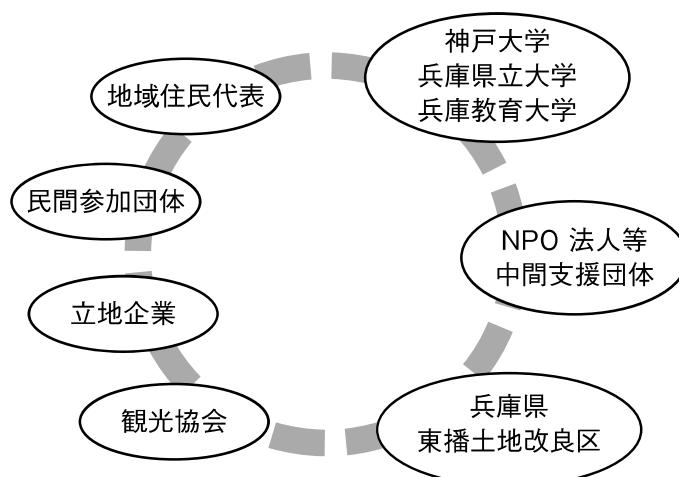 神戸大学
兵庫県立大学
兵庫教育大学
地域住民代表
民間参加団体
NPO 法人等
中間支援団体
立地企業
観光協会
兵庫県
東播土地改良区